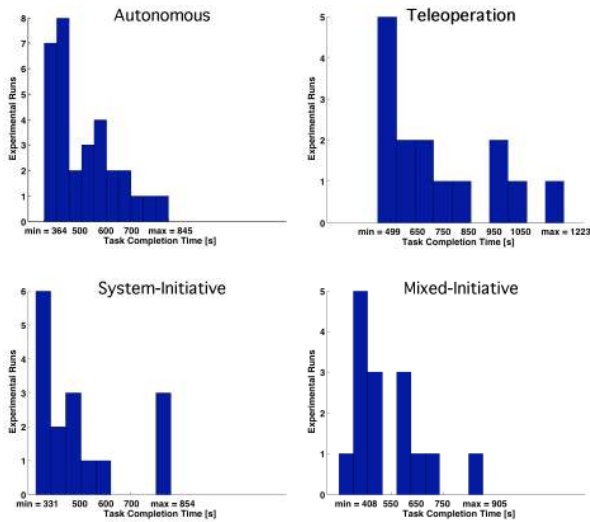 Autonomous
8
7
6
5
4
3
2
1
0
Experimental Runs
min = 364 500 600 700 max = 845
Task Completion Time [s]
Teleoperation
5
4
3
2
1
0
Experimental Runs
min = 499 650 750 850 950 1050 max = 1223
Task Completion Time [s]
System-Initiative
6
5
4
3
2
1
0
Experimental Runs
min = 331 500 600 700 max = 854
Task Completion Time [s]
Mixed-Initiative
5
4
3
2
1
0
Experimental Runs
min = 408 550 650 750 max = 905
Task Completion Time [s]